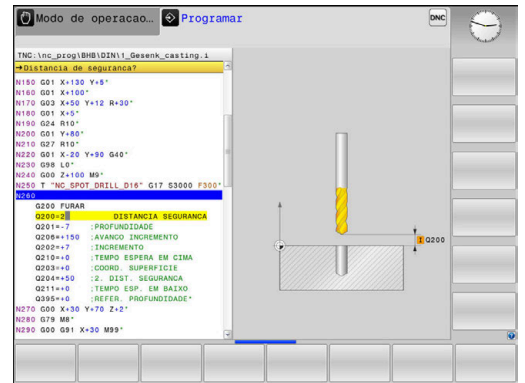 Modo de operacao...
Programar
DNC
TNC:\nc_prog\BHB\DIN\1_Gesenk_casting.i
→Distancia de seguranca?
N150 G01 X+130 Y+5*
N160 G01 X+100*
N170 G03 X+50 Y+12 R+30*
N180 G01 X+5*
N190 G24 R10*
N200 G01 Y+80*
N210 G27 R10*
N220 G01 X-20 Y+90 G40*
N230 G98 L0*
N240 G00 Z+100 M9*
N250 T "NC_SPOT_DRILL_D16" G17 S3000 F300*
N260
G200 FURAR
Q200=2 DISTANCIA SEGURANCA
Q201=-7 ;PROFUNDIDADE
Q206=+150 ;AVANCO INCREMENTO
Q202=+7 ;INCREMENTO
Q210=+0 ;TEMPO ESPERA EM CIMA
Q203=+0 ;COORD. SUPERFICIE
Q204=+50 ;2. DIST. SEGURANCA
Q211=+0 ;TEMPO ESP. EM BAIXO
Q395=+0 ;REFER. PROFUNDIDADE*
N270 G00 X+30 Y+70 Z+2*
N280 G79 M8*
N290 G00 G91 X+30 M99*
I Q200